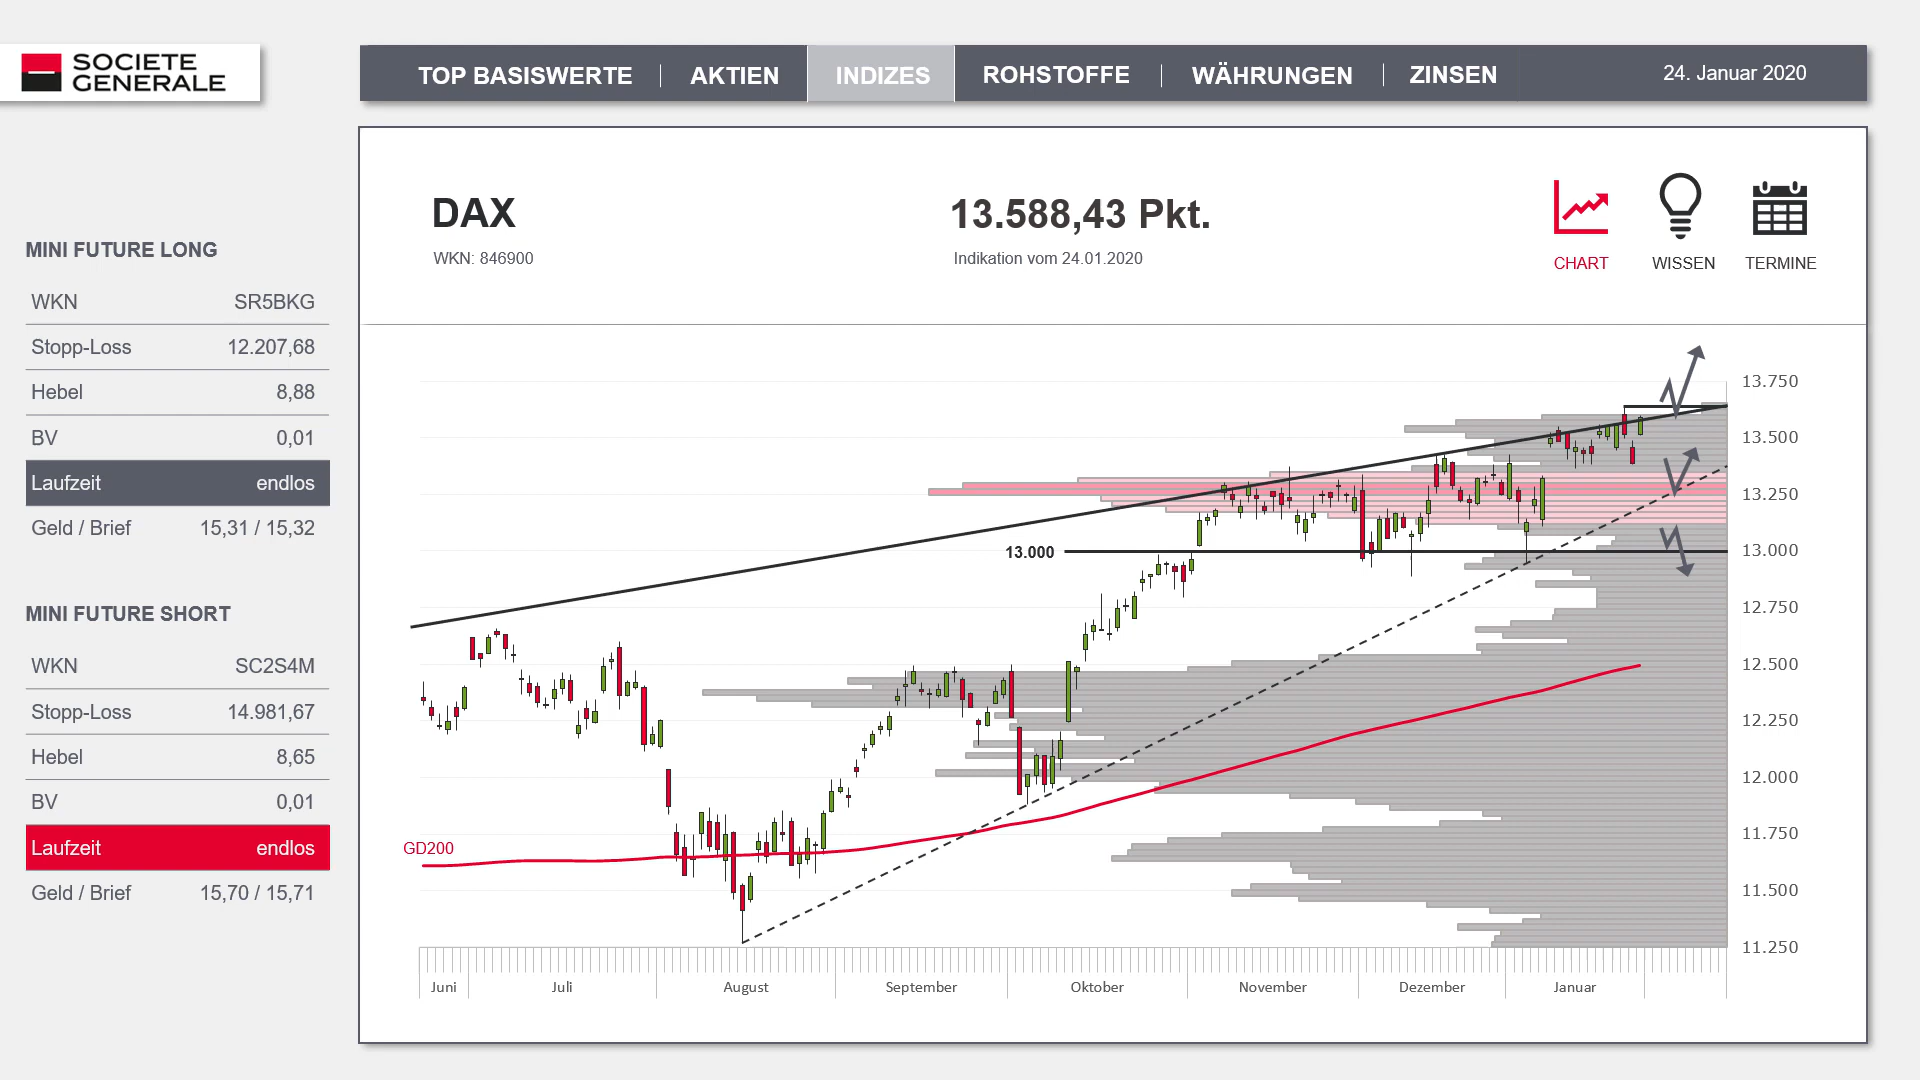 SOCIETE
GENERALE
TOP BASISWERTE
AKTIEN
INDIZES
ROHSTOFFE
WÄHRUNGEN
ZINSEN
24. Januar 2020
DAX
WKN: 846900
13.588,43 Pkt.
Indikation vom 24.01.2020
CHART
WISSEN
TERMINE
MINI FUTURE LONG
WKN SR5BKG
Stopp-Loss 12.207,68
Hebel 8,88
BV 0,01
Laufzeit endlos
Geld / Brief 15,31 / 15,32
MINI FUTURE SHORT
WKN SC2S4M
Stopp-Loss 14.981,67
Hebel 8,65
BV 0,01
Laufzeit endlos
Geld / Brief 15,70 / 15,71
13.000
GD200
13.750
13.500
13.250
13.000
12.750
12.500
12.250
12.000
11.750
11.500
11.250
Juni
Juli
August
September
Oktober
November
Dezember
Januar